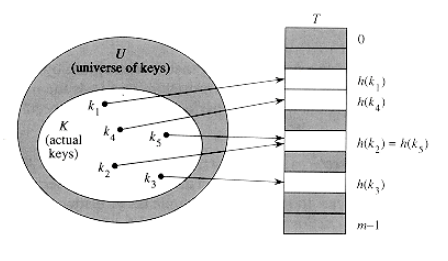 T
U
(universe of keys)
0
k₁
h(k₁)
K
(actual
keys)
k₄
h(k₄)
k₅
h(k₂) = h(k₅)
k₂
k₃
h(k₃)
m−1